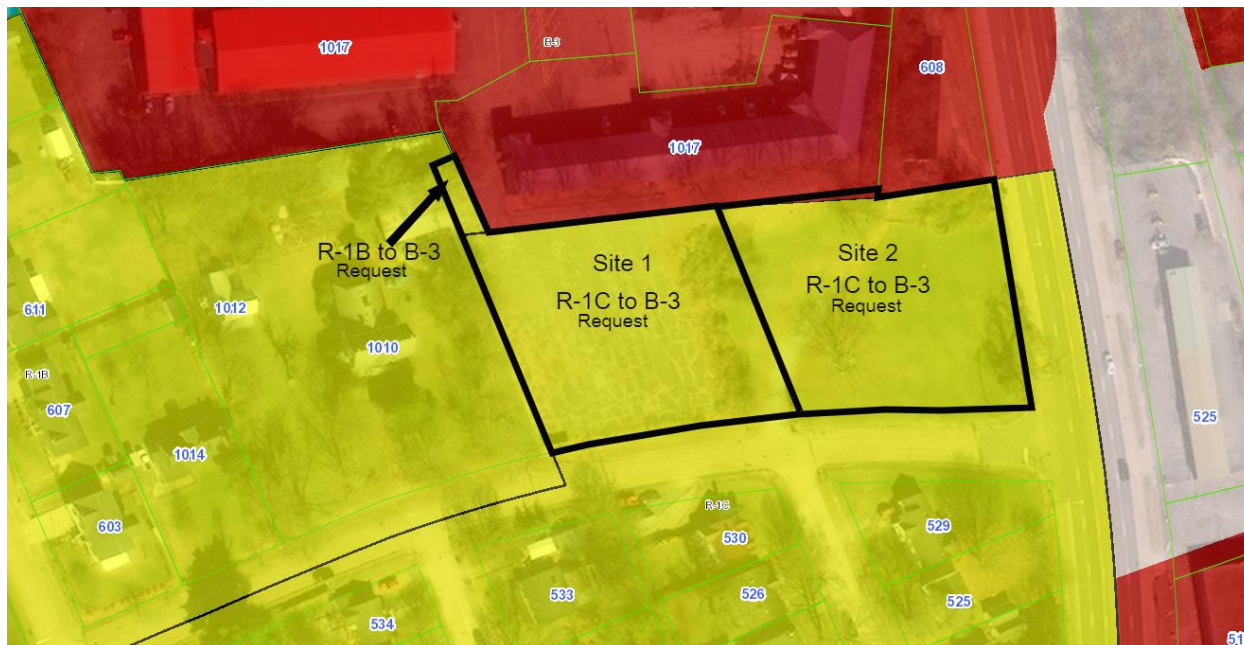 1017
B-3
608
1017
R-1B to B-3
Request
Site 1
R-1C to B-3
Request
Site 2
R-1C to B-3
Request
611
1012
1010
R-1B
607
1014
525
603
R-1C
530
529
533
526
525
534
51